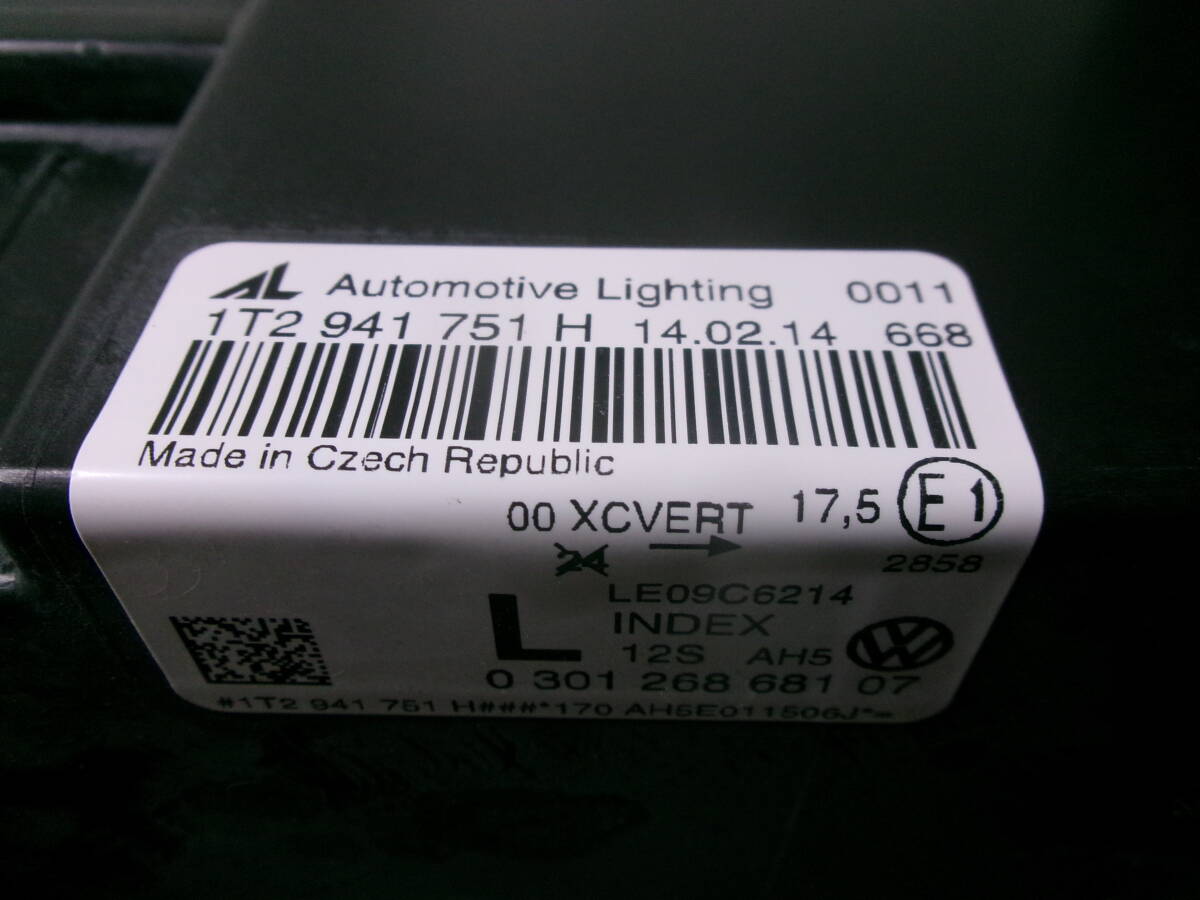 AL Automotive Lighting 0011
1T2 941 751 H 14.02.14 668
Made in Czech Republic
00 XCVERT 17,5 E1
24 2858
LE09C6214
L INDEX
12S AH5 VW
0 301 268 681 07
#1T2 941 751 H###*170 AH5E011506J*=